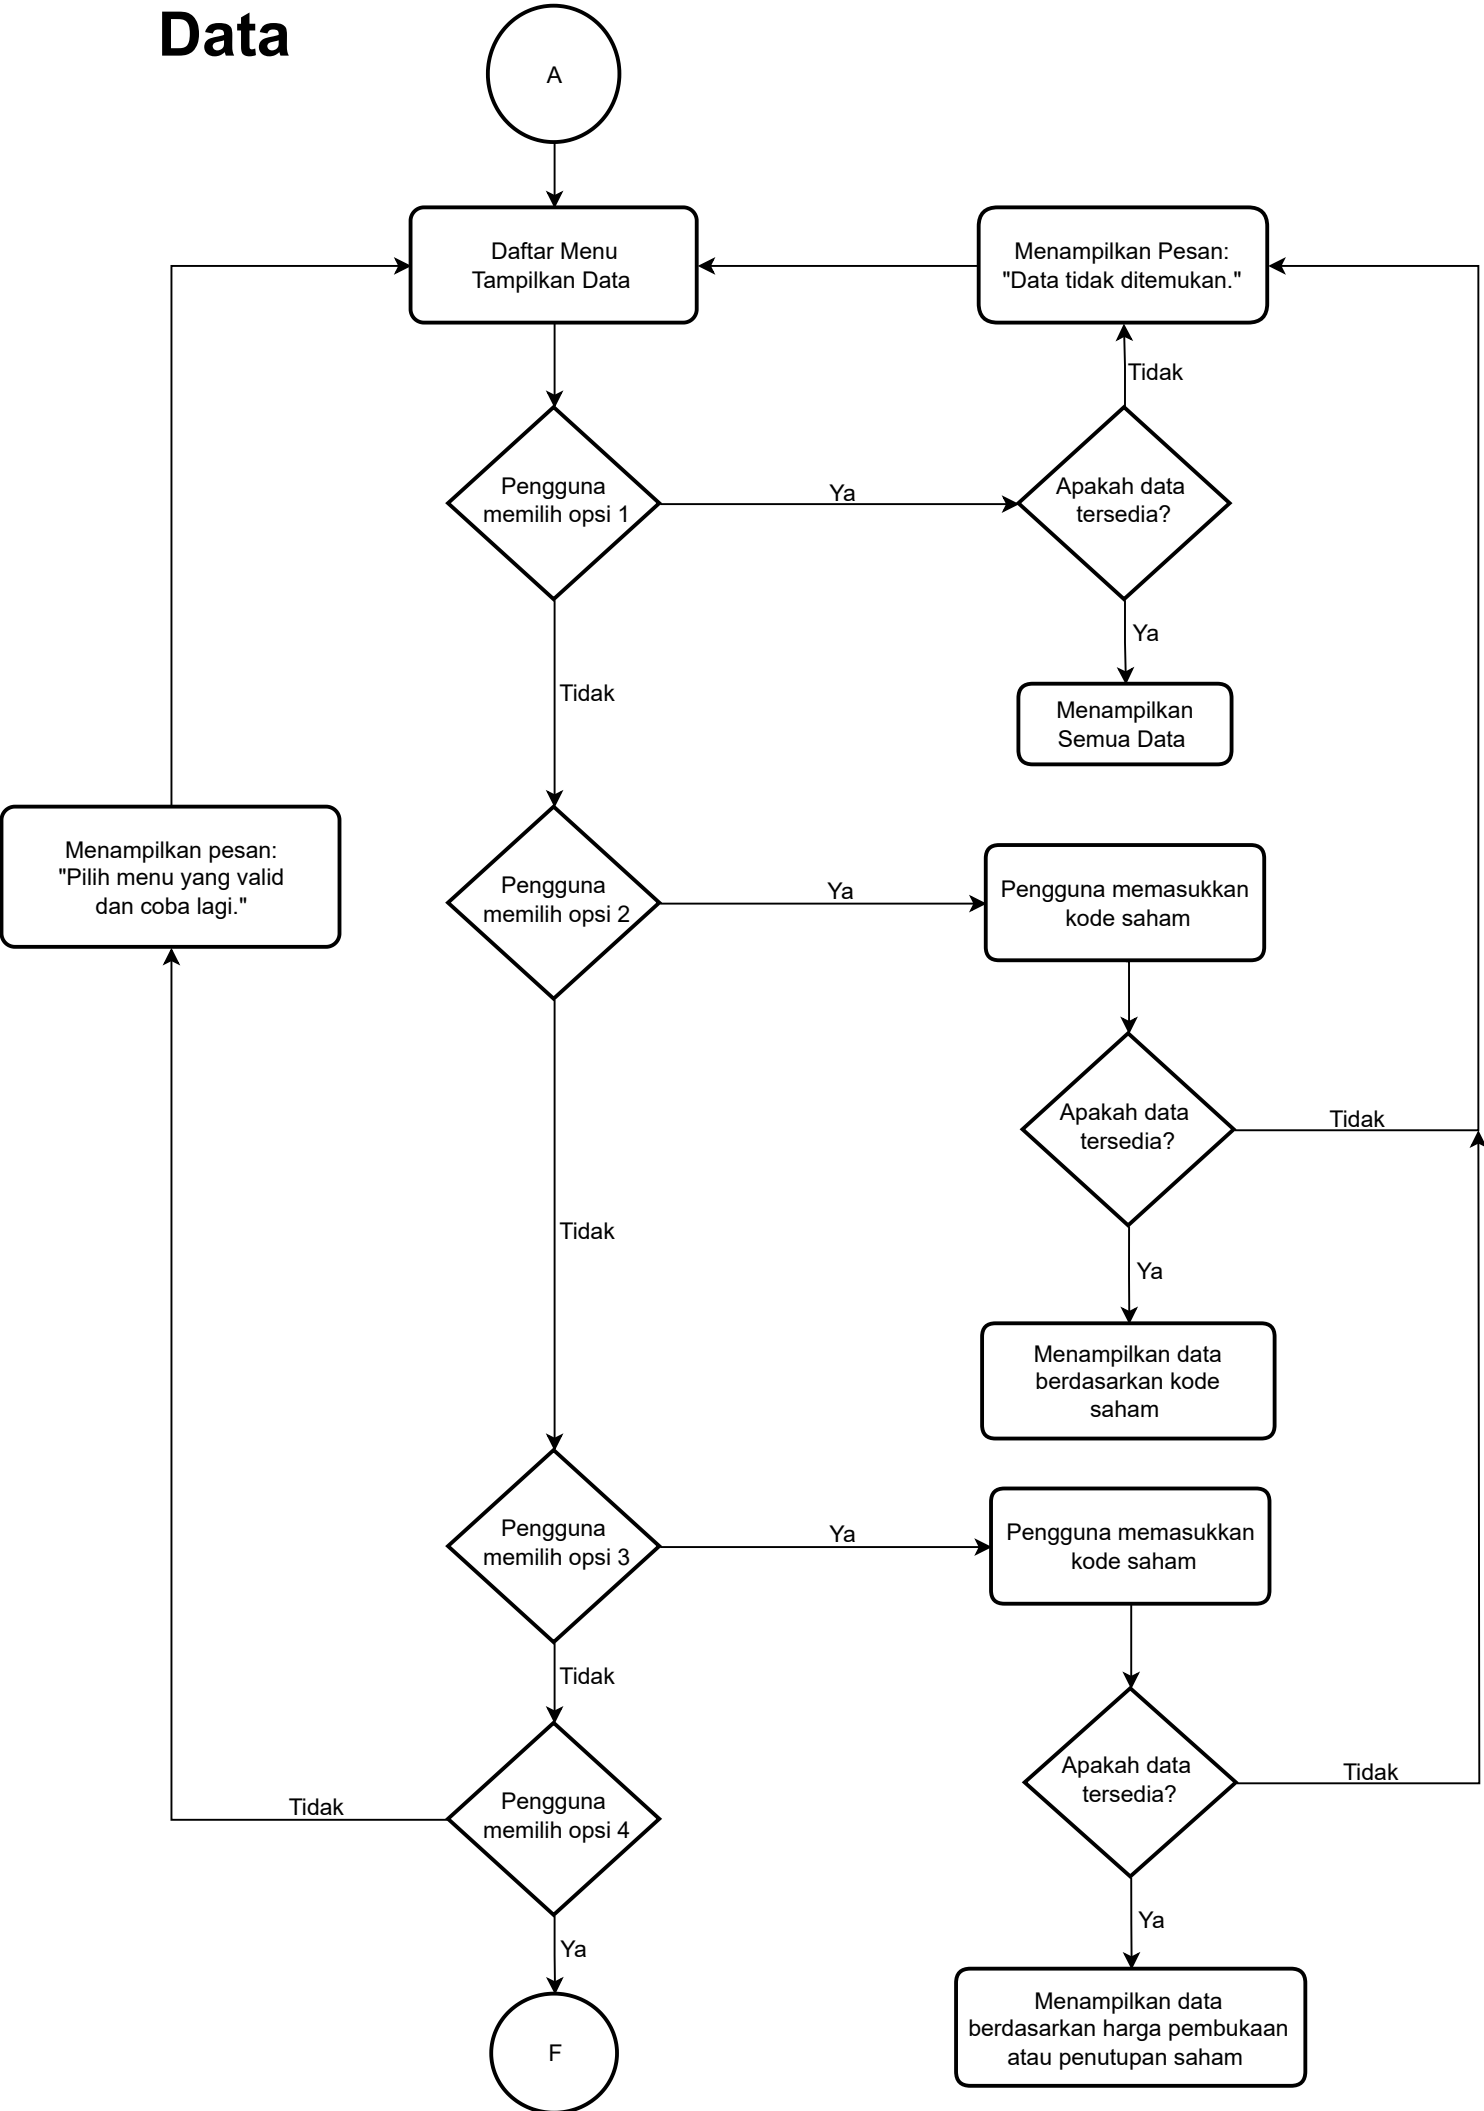 Data
A
Daftar Menu
Tampilkan Data
Menampilkan Pesan:
"Data tidak ditemukan."
Tidak
Pengguna
memilih opsi 1
Ya
Apakah data
tersedia?
Ya
Tidak
Menampilkan
Semua Data
Menampilkan pesan:
"Pilih menu yang valid
dan coba lagi."
Pengguna
memilih opsi 2
Ya
Pengguna memasukkan
kode saham
Apakah data
tersedia?
Tidak
Tidak
Ya
Menampilkan data
berdasarkan kode
saham
Pengguna
memilih opsi 3
Ya
Pengguna memasukkan
kode saham
Tidak
Apakah data
tersedia?
Tidak
Tidak
Pengguna
memilih opsi 4
Ya
Ya
Menampilkan data
berdasarkan harga pembukaan
atau penutupan saham
F